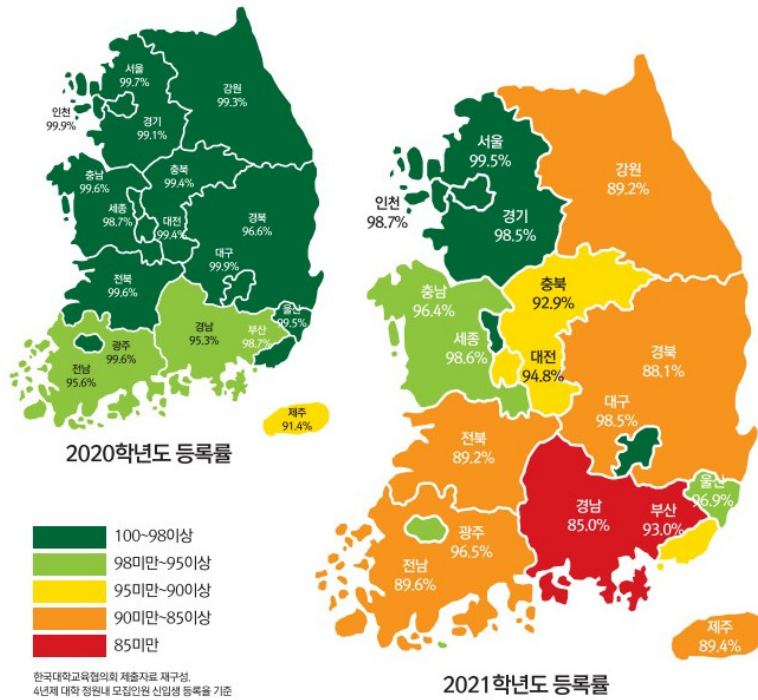 서울
99.7%
강원
99.3%
인천
99.9%
경기
99.1%
충남
99.6%
충북
99.4%
세종
98.7%
대전
99.4%
경북
96.6%
대구
99.9%
전북
99.6%
울산
99.5%
경남
95.3%
부산
98.7%
광주
99.6%
전남
95.6%
제주
91.4%
2020학년도 등록률
서울
99.5%
강원
89.2%
인천
98.7%
경기
98.5%
충북
92.9%
충남
96.4%
세종
98.6%
대전
94.8%
경북
88.1%
대구
98.5%
전북
89.2%
울산
96.9%
경남
85.0%
부산
93.0%
광주
96.5%
전남
89.6%
제주
89.4%
2021학년도 등록률
100~98이상
98미만~95이상
95미만~90이상
90미만~85이상
85미만
한국대학교육협의회 제출자료 재구성,
4년제 대학 정원내 모집인원 신입생 등록율 기준